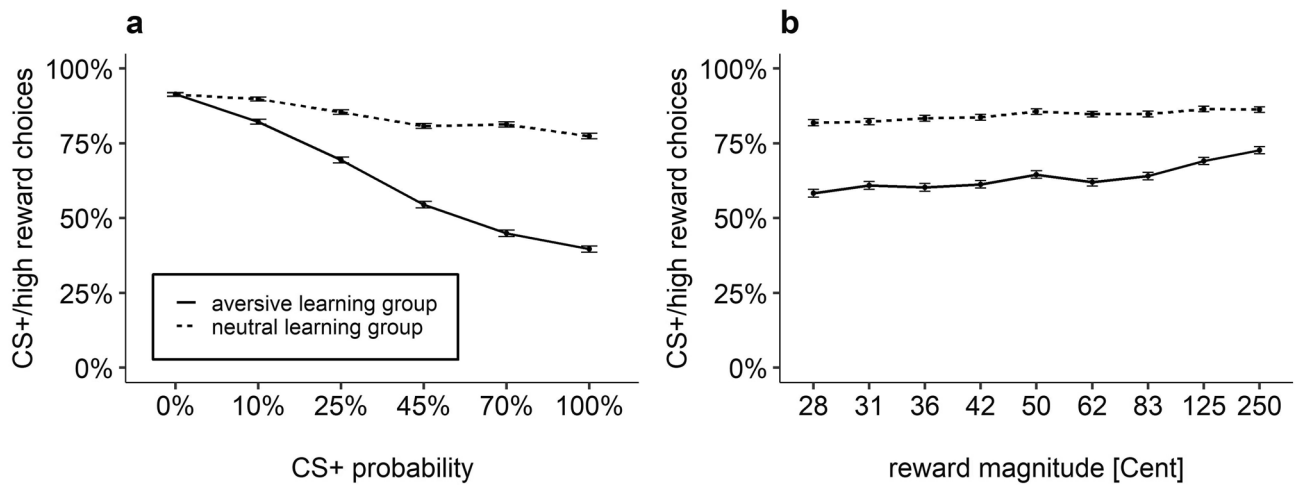 a
CS+/high reward choices
100%
75%
50%
25%
0%
aversive learning group
neutral learning group
0% 10% 25% 45% 70% 100%
CS+ probability
b
CS+/high reward choices
100%
75%
50%
25%
0%
28 31 36 42 50 62 83 125 250
reward magnitude [Cent]